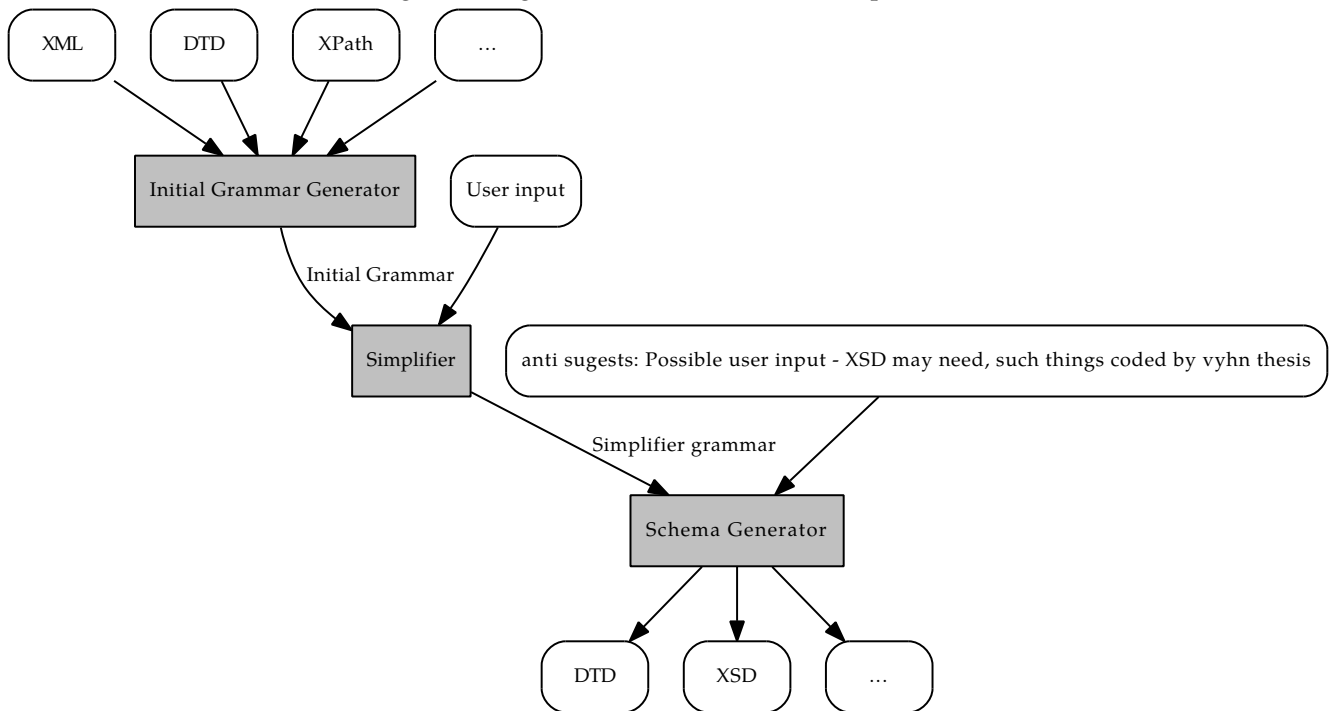 XML
DTD
XPath
...
Initial Grammar Generator
User input
Initial Grammar
Simplifier
anti sugests: Possible user input - XSD may need, such things coded by vyhn thesis
Simplifier grammar
Schema Generator
DTD
XSD
...